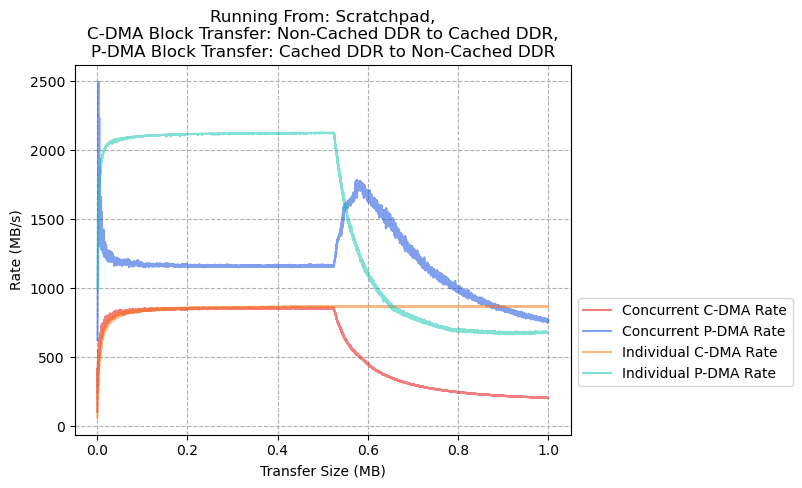 Running From: Scratchpad,
C-DMA Block Transfer: Non-Cached DDR to Cached DDR,
P-DMA Block Transfer: Cached DDR to Non-Cached DDR
2500
2000
1500
1000
500
0
Rate (MB/s)
0.0 0.2 0.4 0.6 0.8 1.0
Transfer Size (MB)
Concurrent C-DMA Rate
Concurrent P-DMA Rate
Individual C-DMA Rate
Individual P-DMA Rate